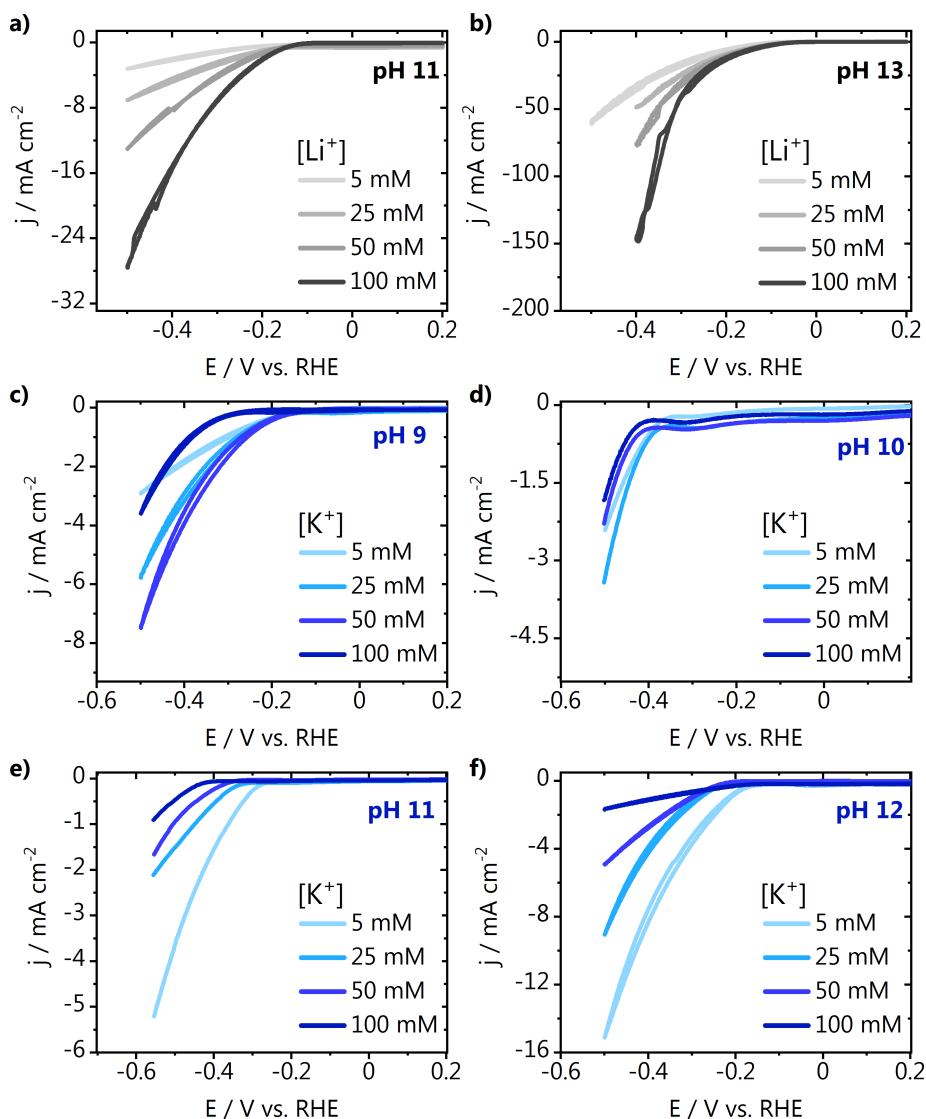 a)
0
-8
-16
-24
-32
j / mA cm⁻²
pH 11
[Li⁺]
5 mM
25 mM
50 mM
100 mM
-0.4 -0.2 0 0.2
E / V vs. RHE
b)
0
-50
-100
-150
-200
j / mA cm⁻²
pH 13
[Li⁺]
5 mM
25 mM
50 mM
100 mM
-0.4 -0.2 0 0.2
E / V vs. RHE
c)
0
-2
-4
-6
-8
j / mA cm⁻²
pH 9
[K⁺]
5 mM
25 mM
50 mM
100 mM
-0.6 -0.4 -0.2 0 0.2
E / V vs. RHE
d)
0
-1.5
-3
-4.5
j / mA cm⁻²
pH 10
[K⁺]
5 mM
25 mM
50 mM
100 mM
-0.6 -0.4 -0.2 0 0.2
E / V vs. RHE
e)
0
-1
-2
-3
-4
-5
-6
j / mA cm⁻²
pH 11
[K⁺]
5 mM
25 mM
50 mM
100 mM
-0.6 -0.4 -0.2 0 0.2
E / V vs. RHE
f)
0
-4
-8
-12
-16
j / mA cm⁻²
pH 12
[K⁺]
5 mM
25 mM
50 mM
100 mM
-0.6 -0.4 -0.2 0 0.2
E / V vs. RHE